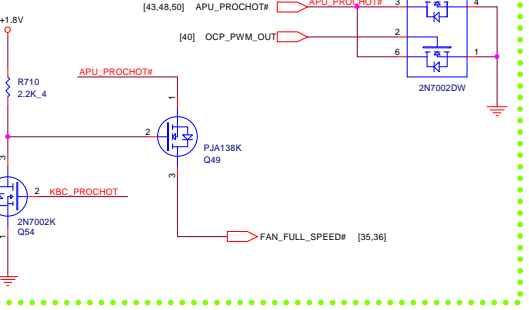 [43,48,50] APU_PROCHOT# APU_PROCHOT# 3 4
+1.8V
[40] OCP_PWM_OUT 2
6 1
APU_PROCHOT#
R710
2.2K_4
2N7002DW
1
2
PJA138K
Q49
3
3
2 KBC_PROCHOT
2N7002K
Q54
1
FAN_FULL_SPEED# [35,36]